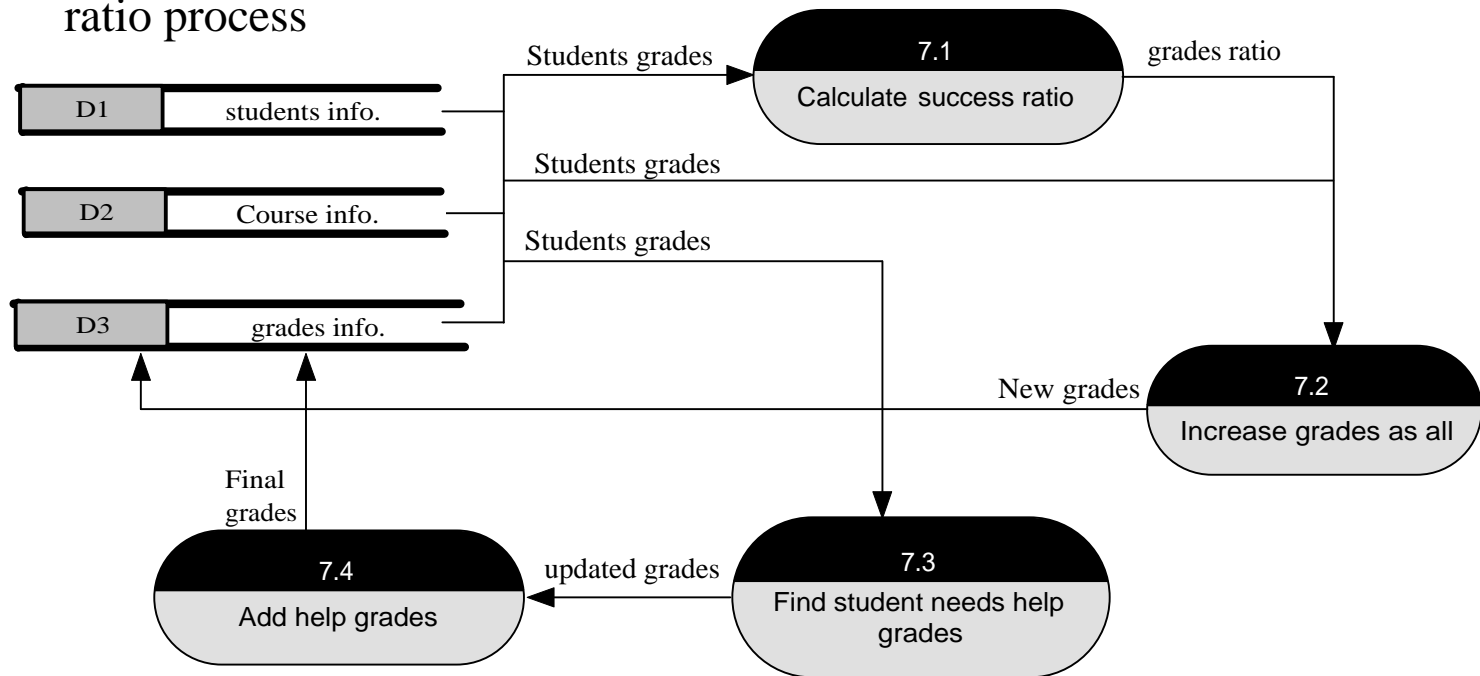 ratio process
Students grades
7.1
grades ratio
Calculate success ratio
D1
students info.
Students grades
D2
Course info.
Students grades
D3
grades info.
New grades
7.2
Increase grades as all
Final
grades
7.4
updated grades
7.3
Add help grades
Find student needs help
grades